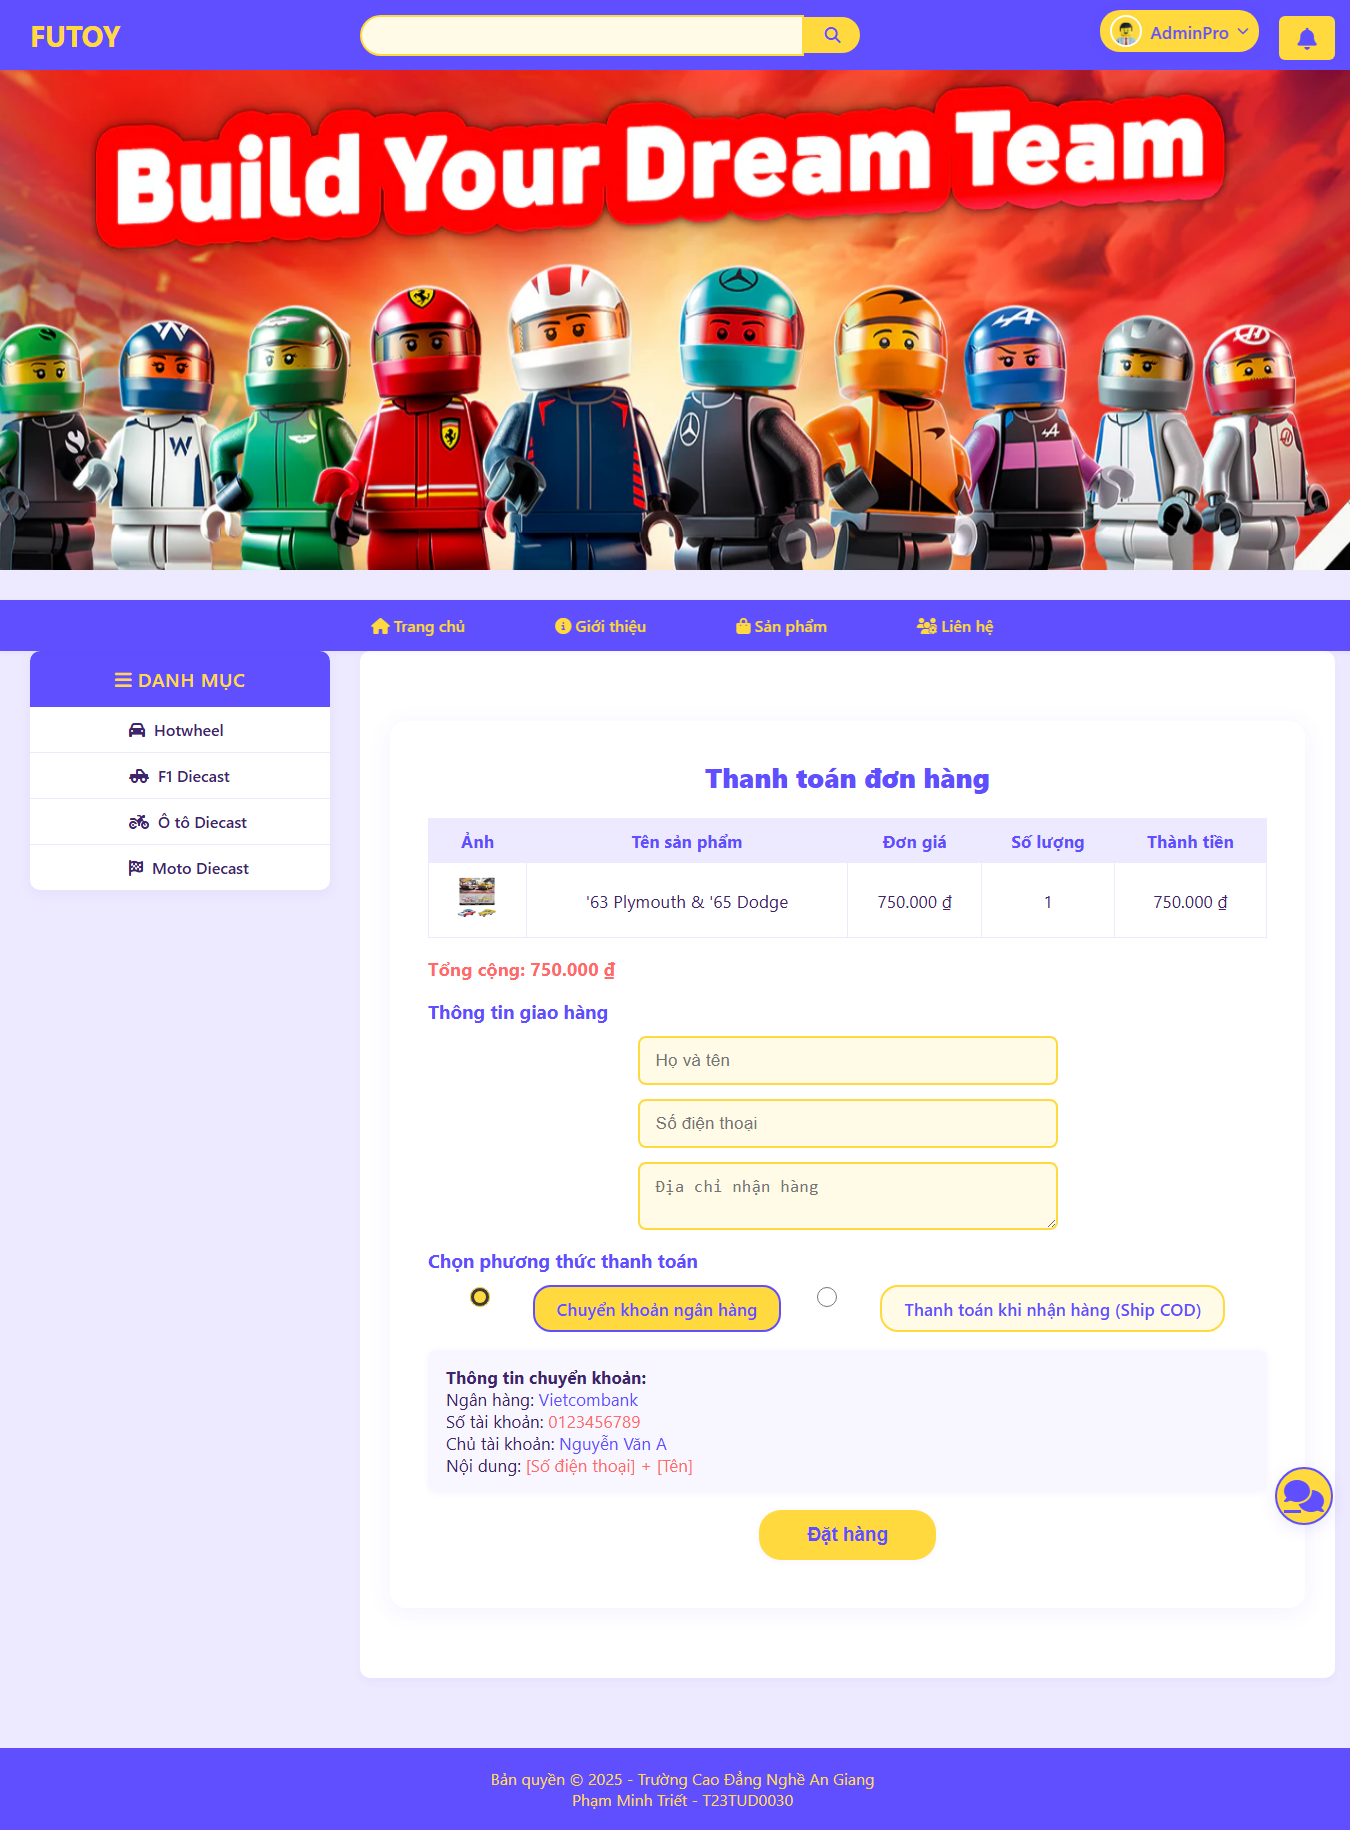 FUTOY
AdminPro
Build Your Dream Team
Trang chủ
Giới thiệu
Sản phẩm
Liên hệ
DANH MỤC
Hotwheel
F1 Diecast
Ô tô Diecast
Moto Diecast
Thanh toán đơn hàng
Ảnh Tên sản phẩm Đơn giá Số lượng Thành tiền
'63 Plymouth & '65 Dodge 750.000 ₫ 1 750.000 ₫
Tổng cộng: 750.000 ₫
Thông tin giao hàng
Họ và tên
Số điện thoại
Địa chỉ nhận hàng
Chọn phương thức thanh toán
Chuyển khoản ngân hàng
Thanh toán khi nhận hàng (Ship COD)
Thông tin chuyển khoản:
Ngân hàng: Vietcombank
Số tài khoản: 0123456789
Chủ tài khoản: Nguyễn Văn A
Nội dung: [Số điện thoại] + [Tên]
Đặt hàng
Bản quyền © 2025 - Trường Cao Đẳng Nghề An Giang
Phạm Minh Triết - T23TUD0030